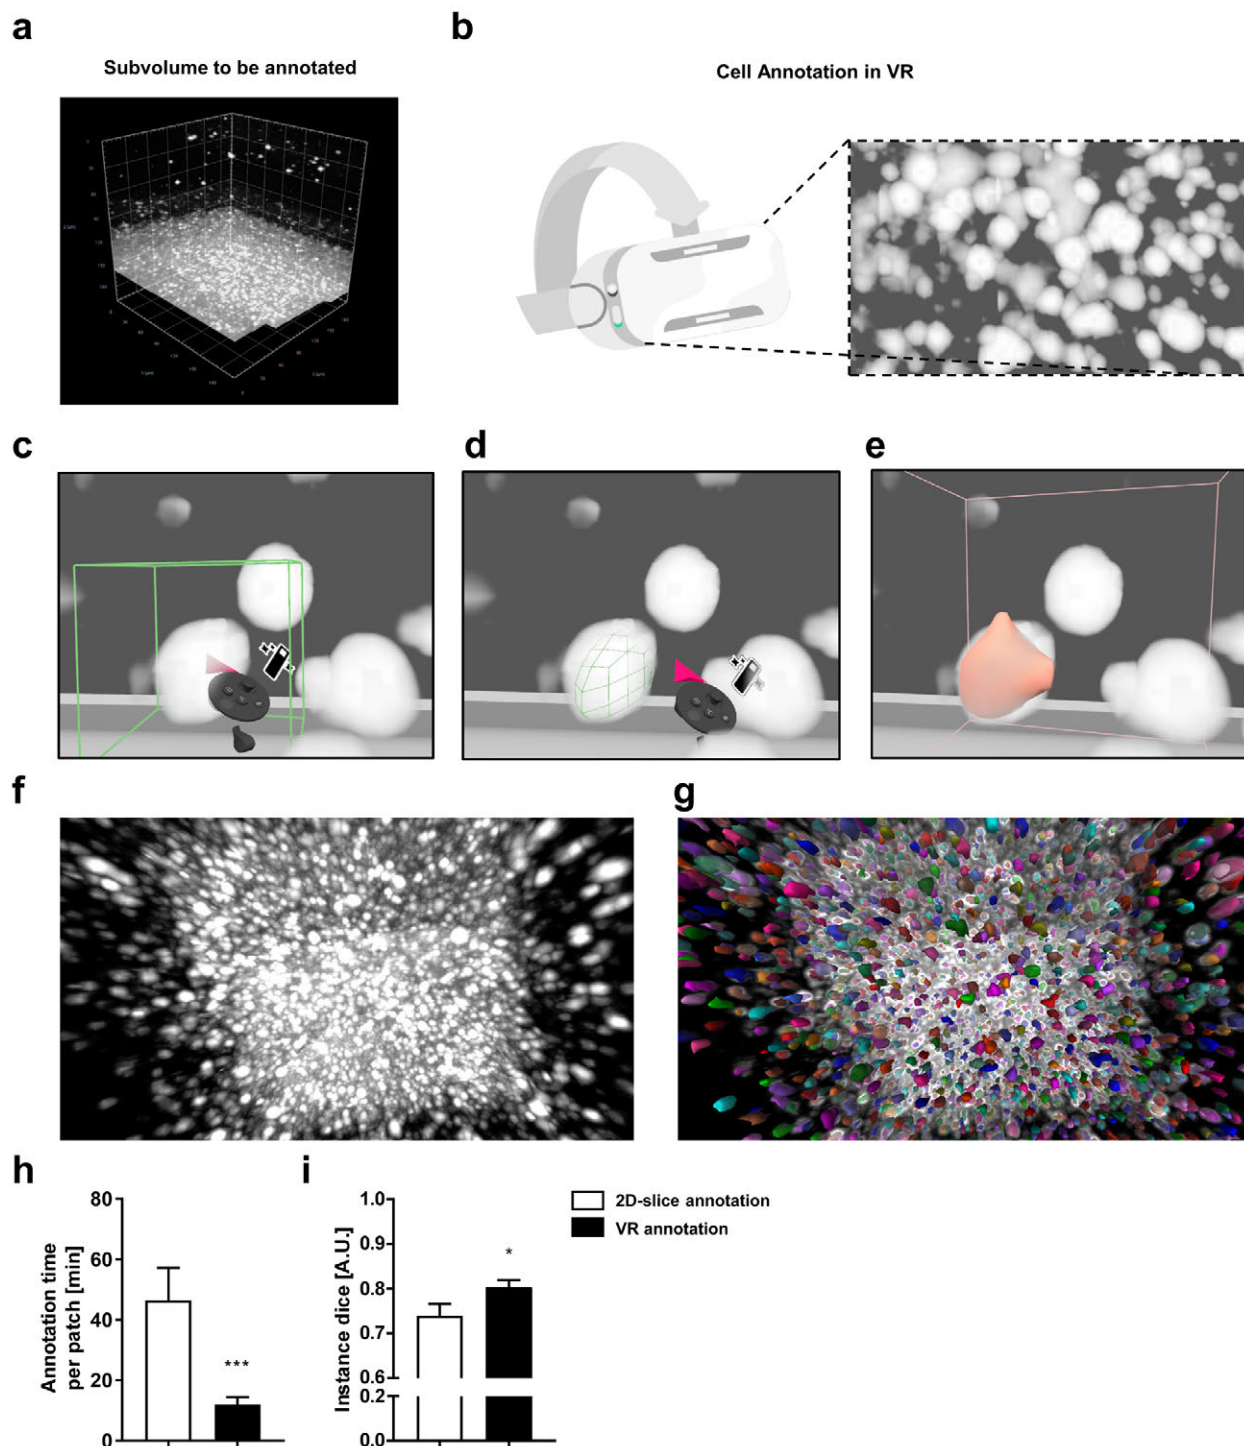 a
b
Subvolume to be annotated
Cell Annotation in VR
c
d
e
f
g
h
i
80
60
40
20
0
Annotation time
per patch [min]
***
1.0
0.9
0.8
0.7
0.6
0.2
0.0
Instance dice [A.U.]
*
2D-slice annotation
VR annotation